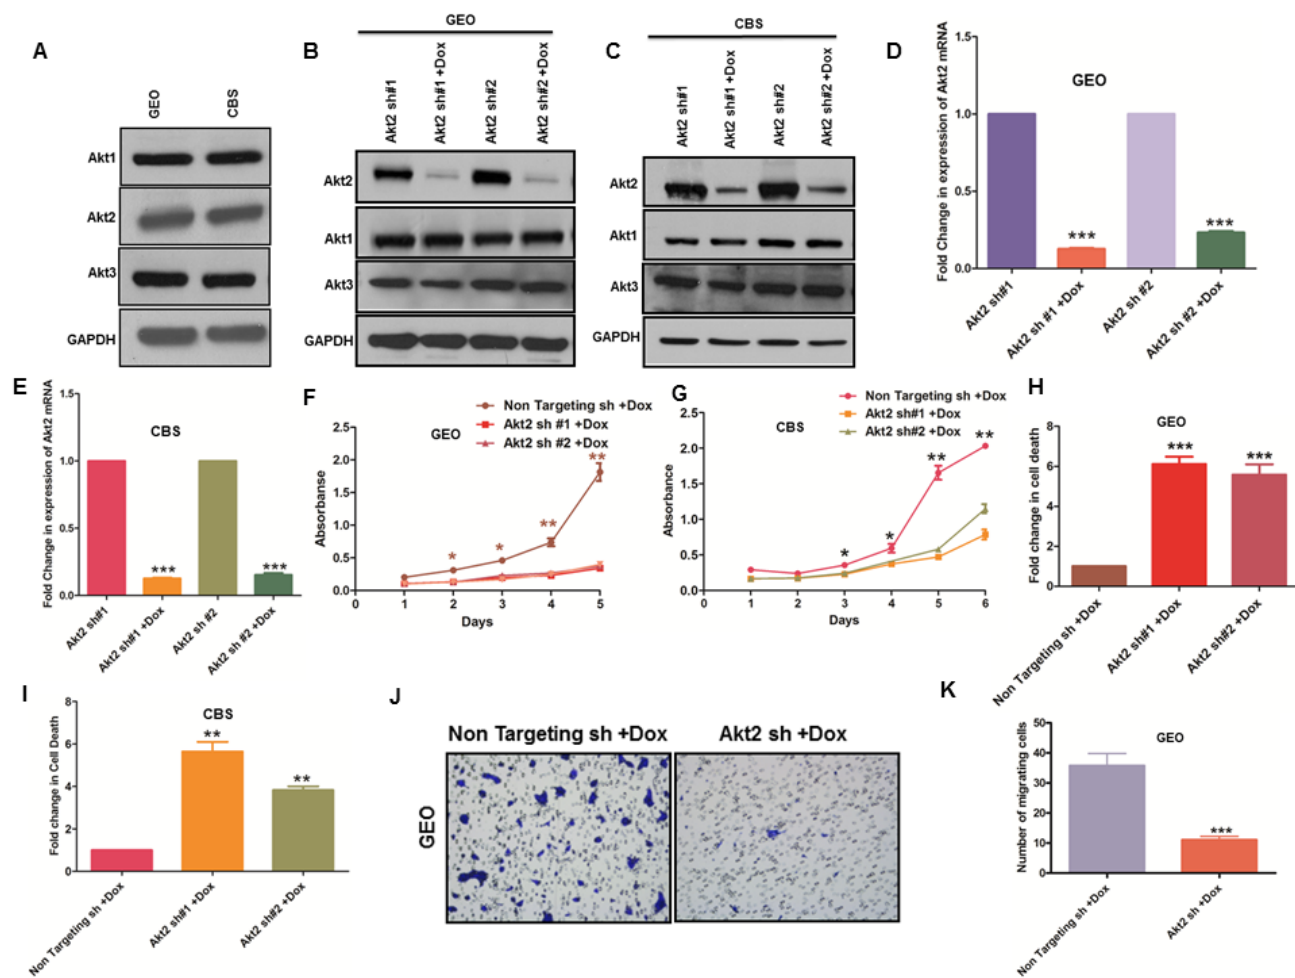 A
GEO
CBS
Akt1
Akt2
Akt3
GAPDH
B
GEO
Akt2 sh#1
Akt2 sh#1 +Dox
Akt2 sh#2
Akt2 sh#2 +Dox
Akt2
Akt1
Akt3
GAPDH
C
CBS
Akt2 sh#1
Akt2 sh#1 +Dox
Akt2 sh#2
Akt2 sh#2 +Dox
Akt2
Akt1
Akt3
GAPDH
D
GEO
Fold Change in expression of Akt2 mRNA
1.5
1.0
0.5
0.0
***
***
Akt2 sh#1
Akt2 sh #1 +Dox
Akt2 sh #2
Akt2 sh #2 +Dox
E
CBS
Fold Change in expression of Akt2 mRNA
1.5
1.0
0.5
0.0
***
***
Akt2 sh#1
Akt2 sh#1 +Dox
Akt2 sh #2
Akt2 sh #2 +Dox
F
GEO
Non Targeting sh +Dox
Akt2 sh #1 +Dox
Akt2 sh #2 +Dox
Absorbanse
2.5
2.0
1.5
1.0
0.5
0.0
*
*
**
**
0 1 2 3 4 5
Days
G
CBS
Non Targeting sh +Dox
Akt2 sh#1 +Dox
Akt2 sh#2 +Dox
Absorbance
2.5
2.0
1.5
1.0
0.5
0.0
*
*
**
**
0 1 2 3 4 5 6
Days
H
GEO
Fold change in cell death
8
6
4
2
0
***
***
Non Targeting sh +Dox
Akt2 sh#1 +Dox
Akt2 sh#2 +Dox
I
CBS
Fold change in Cell Death
8
6
4
2
0
**
**
Non Targeting sh +Dox
Akt2 sh#1 +Dox
Akt2 sh#2 +Dox
J
Non Targeting sh +Dox
Akt2 sh +Dox
GEO
K
GEO
Number of migrating cells
50
40
30
20
10
0
***
Non Targeting sh +Dox
Akt2 sh +Dox